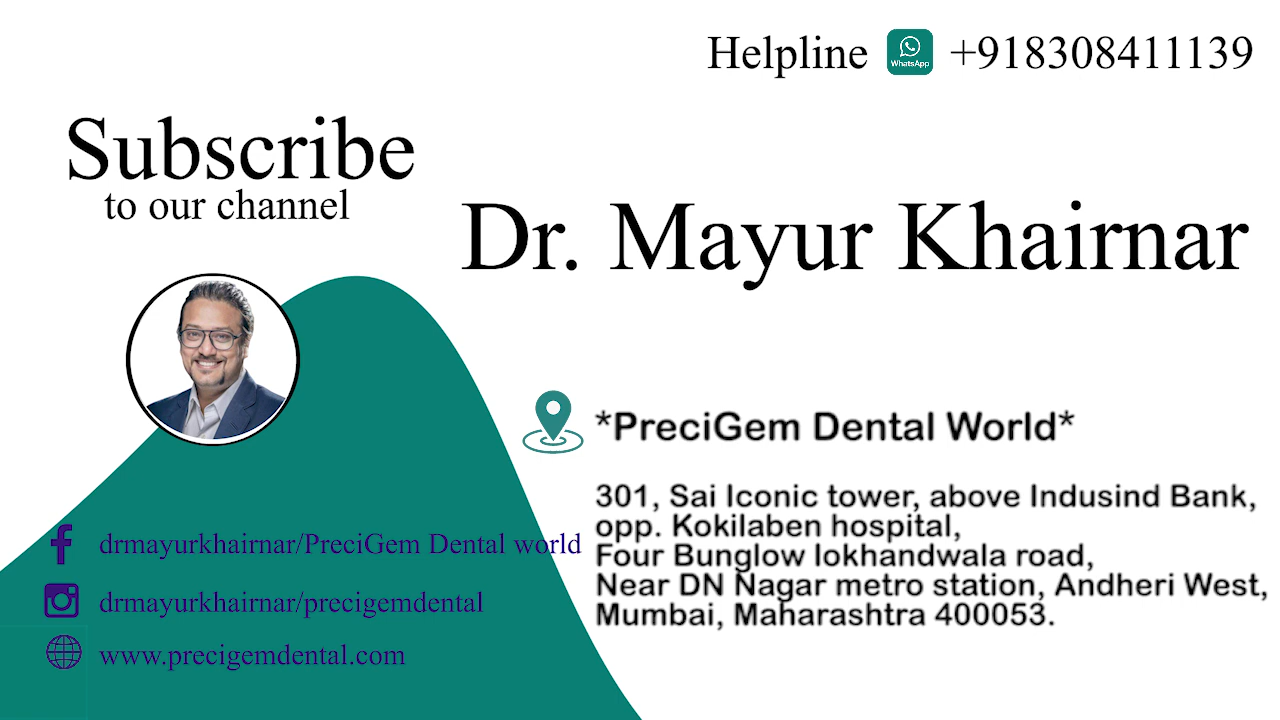 Helpline WhatsApp +918308411139
Subscribe
to our channel
Dr. Mayur Khairnar
*PreciGem Dental World*
301, Sai Iconic tower, above Indusind Bank,
opp. Kokilaben hospital,
Four Bunglow lokhandwala road,
Near DN Nagar metro station, Andheri West,
Mumbai, Maharashtra 400053.
drmayurkhairnar/PreciGem Dental world
drmayurkhairnar/precigemdental
www.precigemdental.com